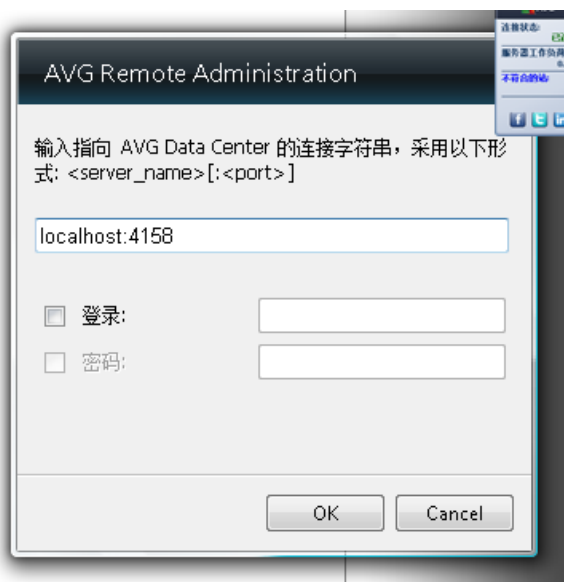 连接状态:
服务器工作负荷
不符合的站:
AVG Remote Administration
输入指向 AVG Data Center 的连接字符串，采用以下形
式: <server_name>[:<port>]
localhost:4158
登录:
密码:
OK
Cancel